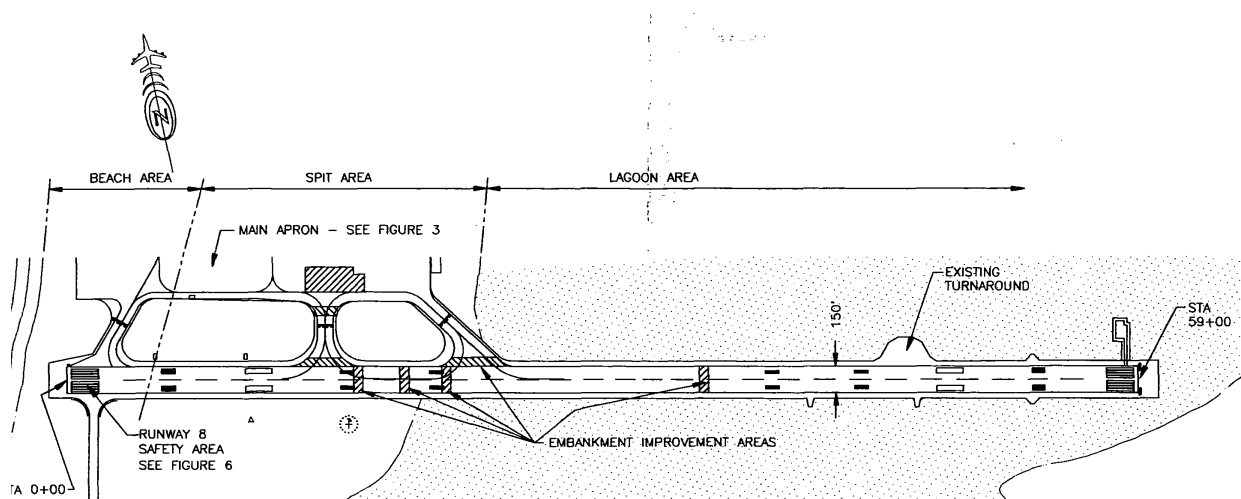 N
BEACH AREA
SPIT AREA
LAGOON AREA
MAIN APRON – SEE FIGURE 3
EXISTING
TURNAROUND
STA
59+00
150'
RUNWAY 8
SAFETY AREA
SEE FIGURE 6
EMBANKMENT IMPROVEMENT AREAS
TA 0+00